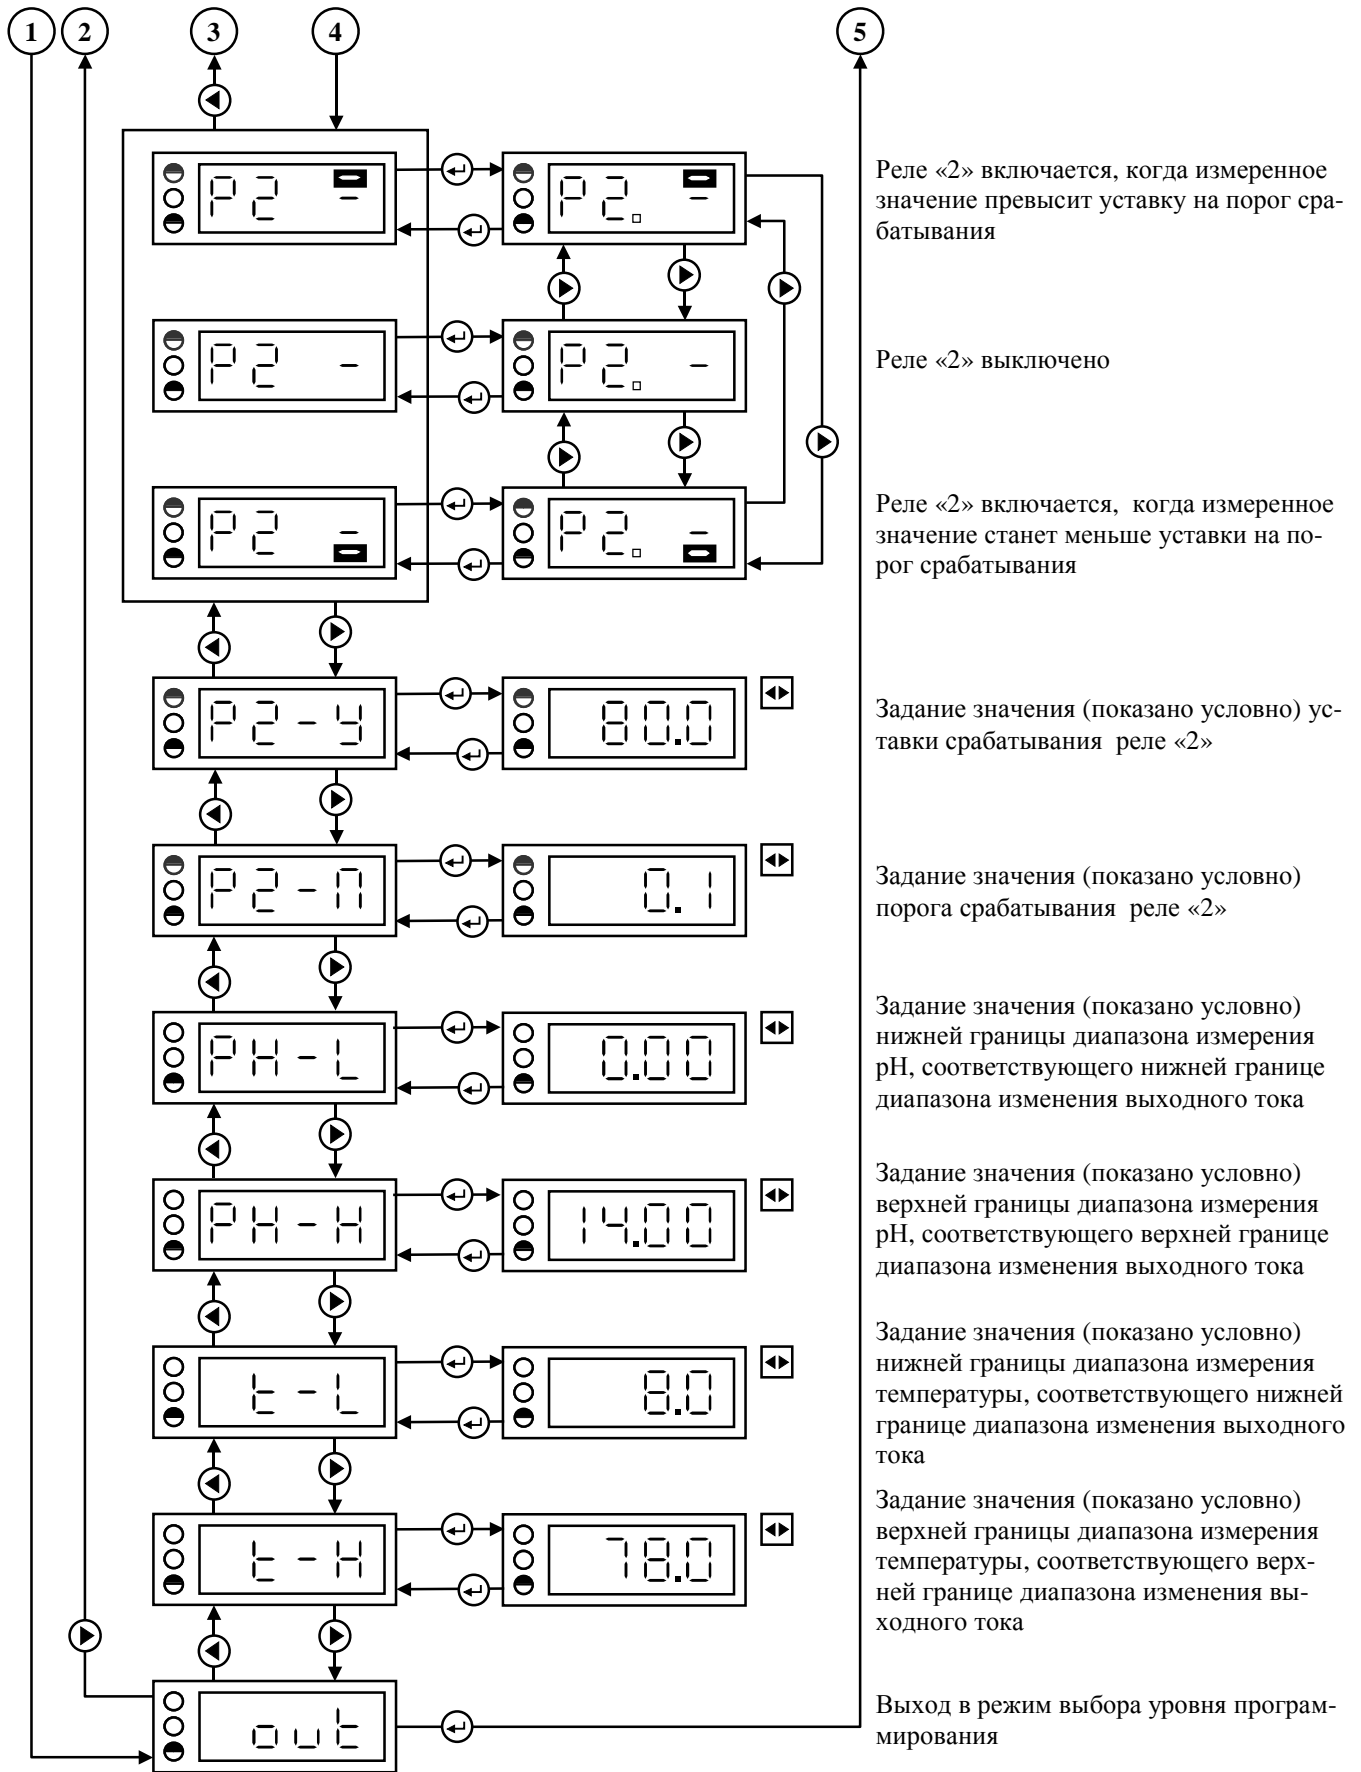 1 2 3 4 5
P2 P2.
Реле «2» включается, когда измеренное
значение превысит уставку на порог сра-
батывания
P2 - P2. -
Реле «2» выключено
P2 P2.
Реле «2» включается, когда измеренное
значение станет меньше уставки на по-
рог срабатывания
P2-У 80.0
Задание значения (показано условно) ус-
тавки срабатывания реле «2»
P2-П 0.1
Задание значения (показано условно)
порога срабатывания реле «2»
PH-L 0.00
Задание значения (показано условно)
нижней границы диапазона измерения
pH, соответствующего нижней границе
диапазона изменения выходного тока
PH-H 14.00
Задание значения (показано условно)
верхней границы диапазона измерения
pH, соответствующего верхней границе
диапазона изменения выходного тока
t-L 8.0
Задание значения (показано условно)
нижней границы диапазона измерения
температуры, соответствующего нижней
границе диапазона изменения выходного
тока
t-H 78.0
Задание значения (показано условно)
верхней границы диапазона измерения
температуры, соответствующего верх-
ней границе диапазона изменения вы-
ходного тока
out
Выход в режим выбора уровня програм-
мирования